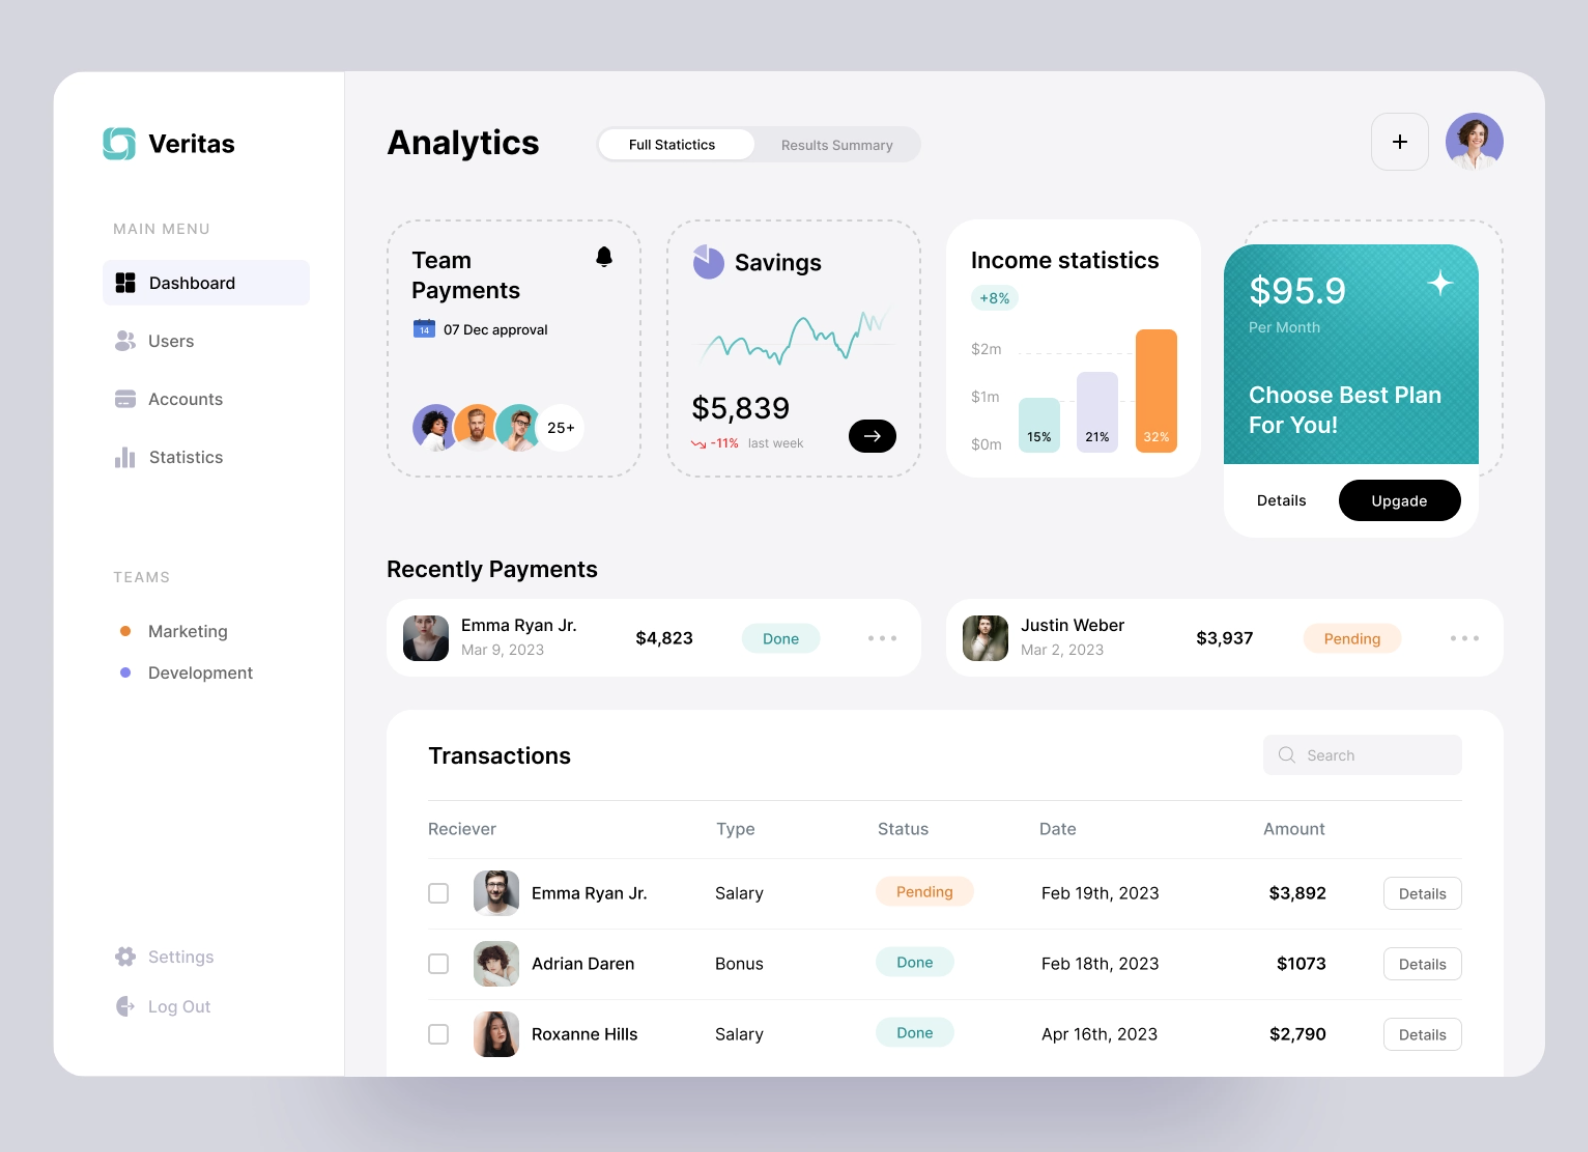 Veritas
MAIN MENU
Dashboard
Users
Accounts
Statistics
TEAMS
Marketing
Development
Settings
Log Out
Analytics
Full Statictics
Results Summary
+
Team
Payments
14
07 Dec approval
25+
Savings
$5,839
-11% last week
Income statistics
+8%
$2m
$1m
$0m
15%
21%
32%
$95.9
Per Month
Choose Best Plan
For You!
Details
Upgade
Recently Payments
Emma Ryan Jr.
Mar 9, 2023
$4,823
Done
Justin Weber
Mar 2, 2023
$3,937
Pending
Transactions
Search
Reciever Type Status Date Amount
Emma Ryan Jr. Salary Pending Feb 19th, 2023 $3,892 Details
Adrian Daren Bonus Done Feb 18th, 2023 $1073 Details
Roxanne Hills Salary Done Apr 16th, 2023 $2,790 Details